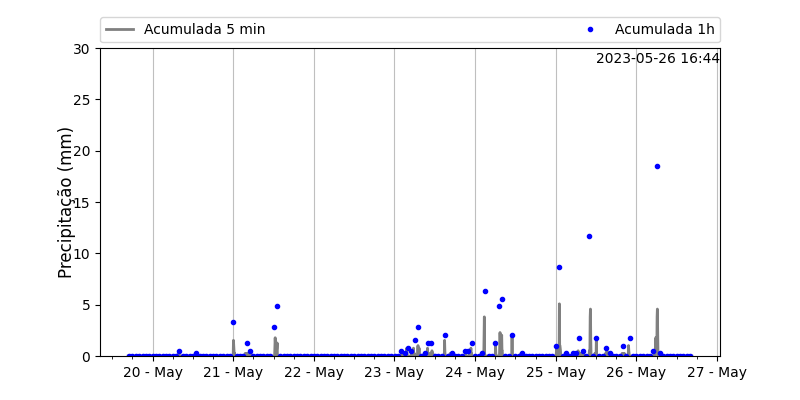 Acumulada 5 min
Acumulada 1h
2023-05-26 16:44
Precipitação (mm)
30
25
20
15
10
5
0
20 - May
21 - May
22 - May
23 - May
24 - May
25 - May
26 - May
27 - May